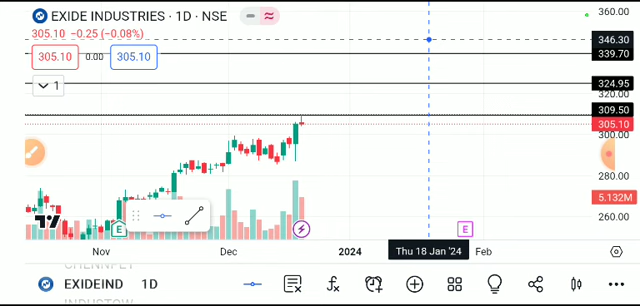 EXIDE INDUSTRIES · 1D · NSE
305.10 −0.25 (−0.08%)
305.10 0.00 305.10
1
360.00
346.30
339.70
324.95
320.00
309.50
305.10
300.00
280.00
5.132M
260.00
E
E
Nov Dec 2024 Thu 18 Jan '24 Feb
EXIDEIND 1D